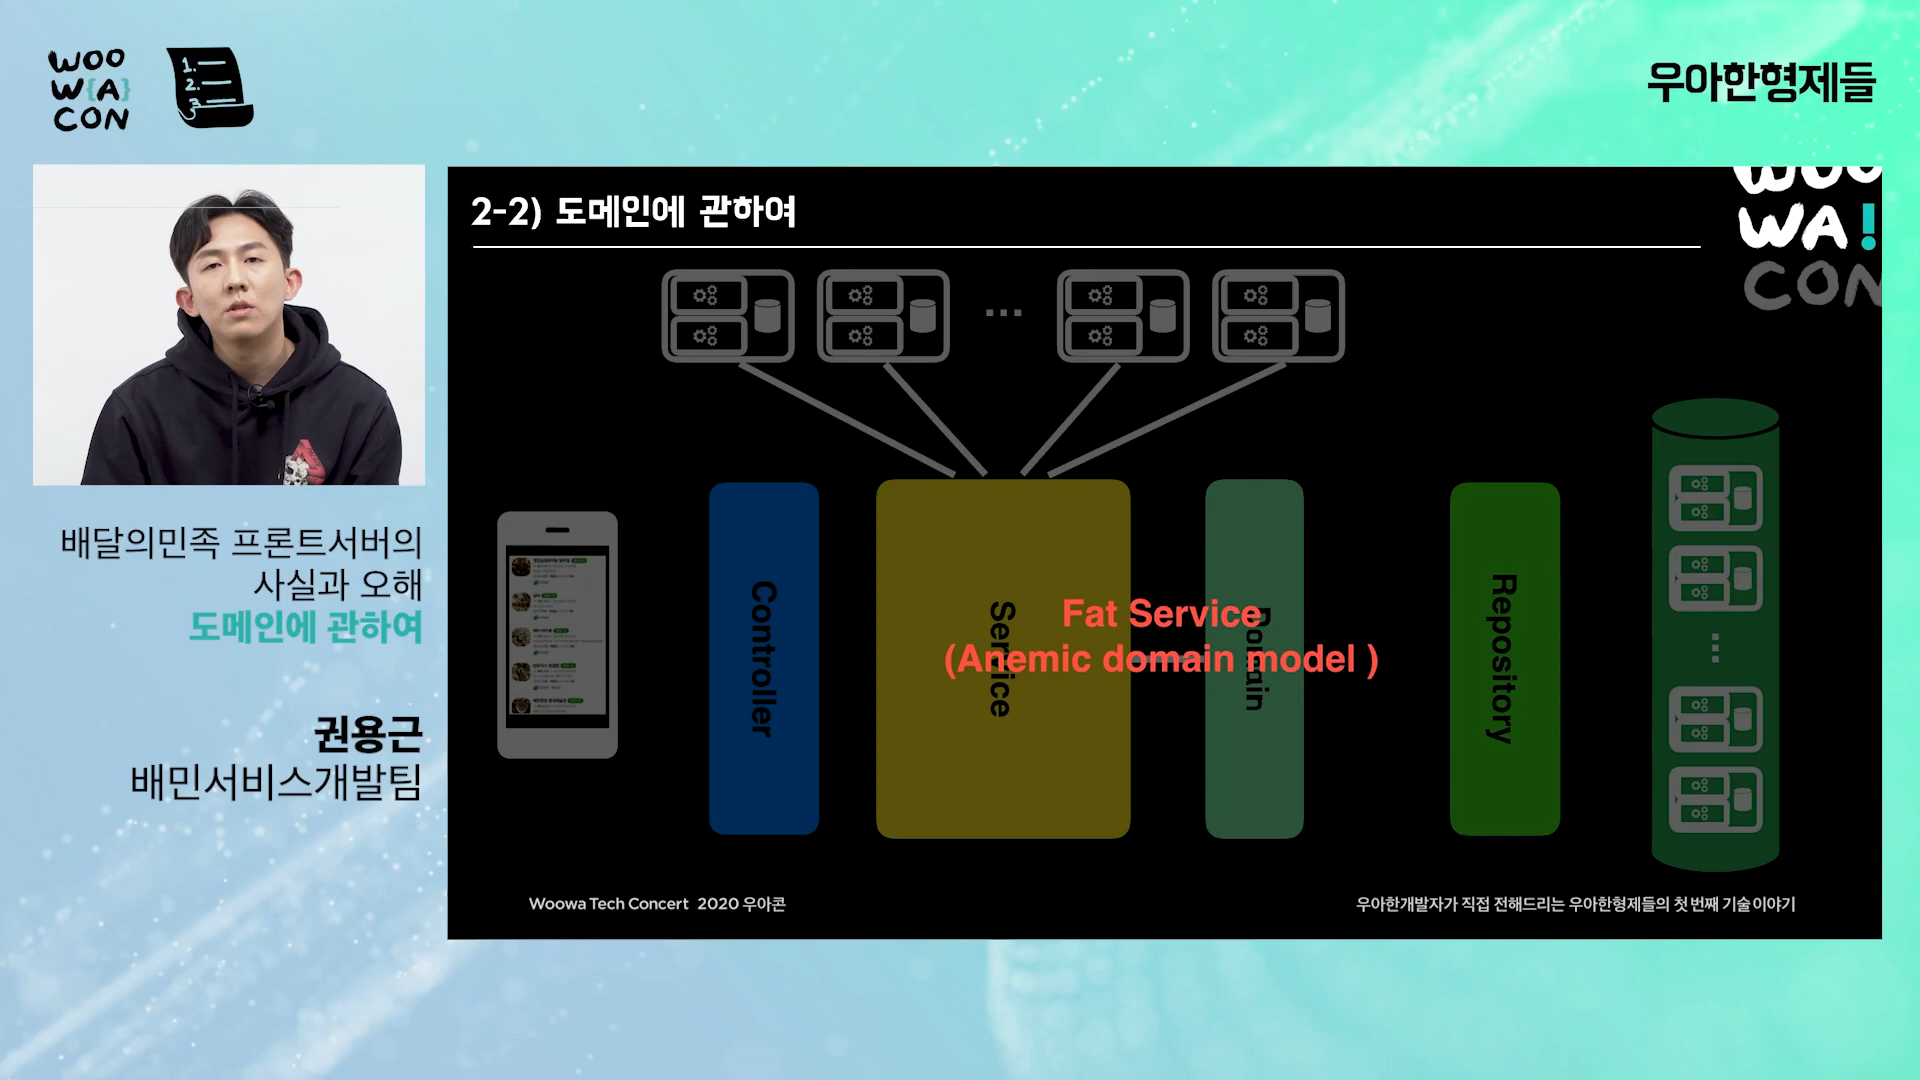 WOO
W{A}
CON
1.
2.
3.
우아한형제들
배달의민족 프론트서버의
사실과 오해
도메인에 관하여
권용근
배민서비스개발팀
2-2) 도메인에 관하여
WOO
WA!
CON
...
Controller
Service
Domain
Repository
Fat Service
(Anemic domain model )
Woowa Tech Concert 2020 우아콘
우아한개발자가 직접 전해드리는 우아한형제들의 첫 번째 기술 이야기